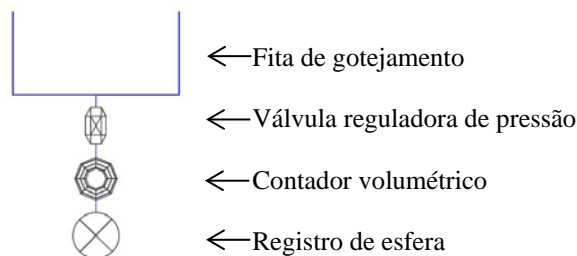 Fita de gotejamento
Válvula reguladora de pressão
Contador volumétrico
Registro de esfera